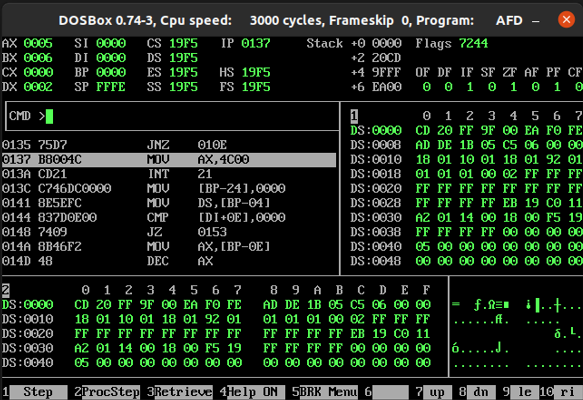 DOSBox 0.74-3, Cpu speed:    3000 cycles, Frameskip  0, Program:    AFD
AX 0005  SI 0000  CS 19F5  IP 0137  Stack +0 0000  Flags 7244
BX 0006  DI 0000  DS 19F5  +2 20CD
CX 0000  BP 0000  ES 19F5  HS 19F5  +4 9FFF  OF DF IF SF ZF AF PF CF
DX 0002  SP FFFE  SS 19F5  FS 19F5  +6 EA00  0  0  1  0  1  0  1  0
CMD >
1  0  1  2  3  4  5  6  7
DS:0000  CD 20 FF 9F 00 EA F0 FE
0135 75D7  JNZ  010E  DS:0008  AD DE 1B 05 C5 06 00 00
0137 B8004C  MOV  AX,4C00  DS:0010  18 01 10 01 18 01 92 01
013A CD21  INT  21  DS:0018  01 01 01 00 02 FF FF FF
013C C746DC0000  MOV  [BP-24],0000  DS:0020  FF FF FF FF FF FF FF FF
0141 8E5EFC  MOV  DS,[BP-04]  DS:0028  FF FF FF FF EB 19 C0 11
0144 837D0E00  CMP  [DI+0E],0000  DS:0030  A2 01 14 00 18 00 F5 19
0148 7409  JZ  0153  DS:0038  FF FF FF FF 00 00 00 00
014A 8B46F2  MOV  AX,[BP-0E]  DS:0040  05 00 00 00 00 00 00 00
014D 48  DEC  AX  DS:0048  00 00 00 00 00 00 00 00
2  0  1  2  3  4  5  6  7  8  9  A  B  C  D  E  F
DS:0000  CD 20 FF 9F 00 EA F0 FE  AD DE 1B 05 C5 06 00 00
DS:0010  18 01 10 01 18 01 92 01  01 01 01 00 02 FF FF FF
DS:0020  FF FF FF FF FF FF FF FF  FF FF FF FF EB 19 C0 11
DS:0030  A2 01 14 00 18 00 F5 19  FF FF FF FF 00 00 00 00
DS:0040  05 00 00 00 00 00 00 00  00 00 00 00 00 00 00 00
1 Step  2 ProcStep  3 Retrieve  4 Help ON  5 BRK Menu  6  7 up  8 dn  9 le  10 ri